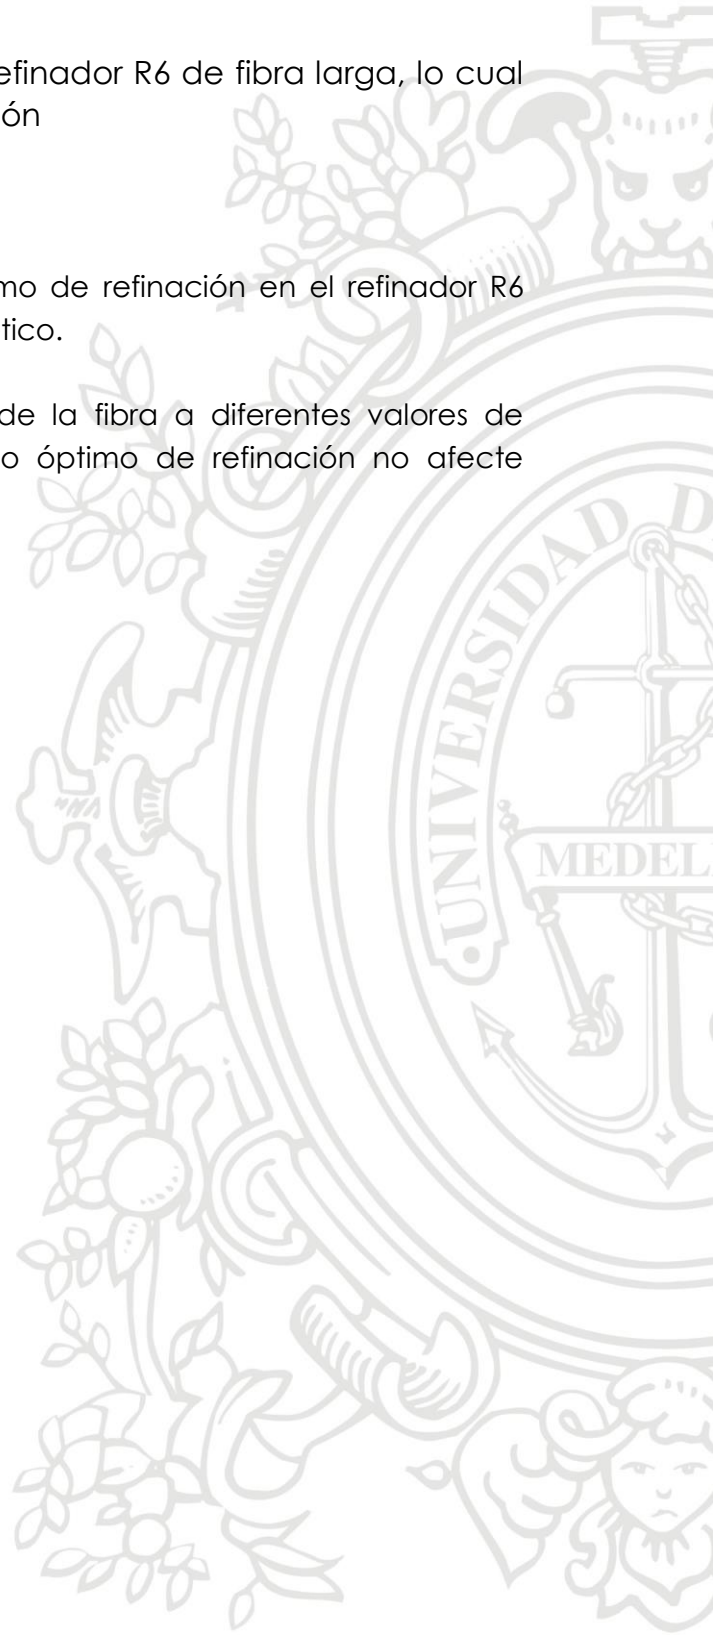 efinador R6 de fibra larga, lo cual
ón
mo de refinación en el refinador R6
tico.
de la fibra a diferentes valores de
o óptimo de refinación no afecte
UNIVERSIDAD D
MEDEL